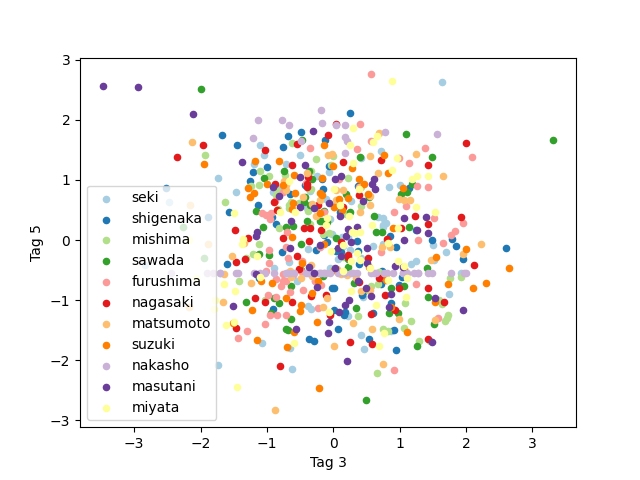 3
2
1
0
−1
−2
−3
Tag 5
seki
shigenaka
mishima
sawada
furushima
nagasaki
matsumoto
suzuki
nakasho
masutani
miyata
−3 −2 −1 0 1 2 3
Tag 3